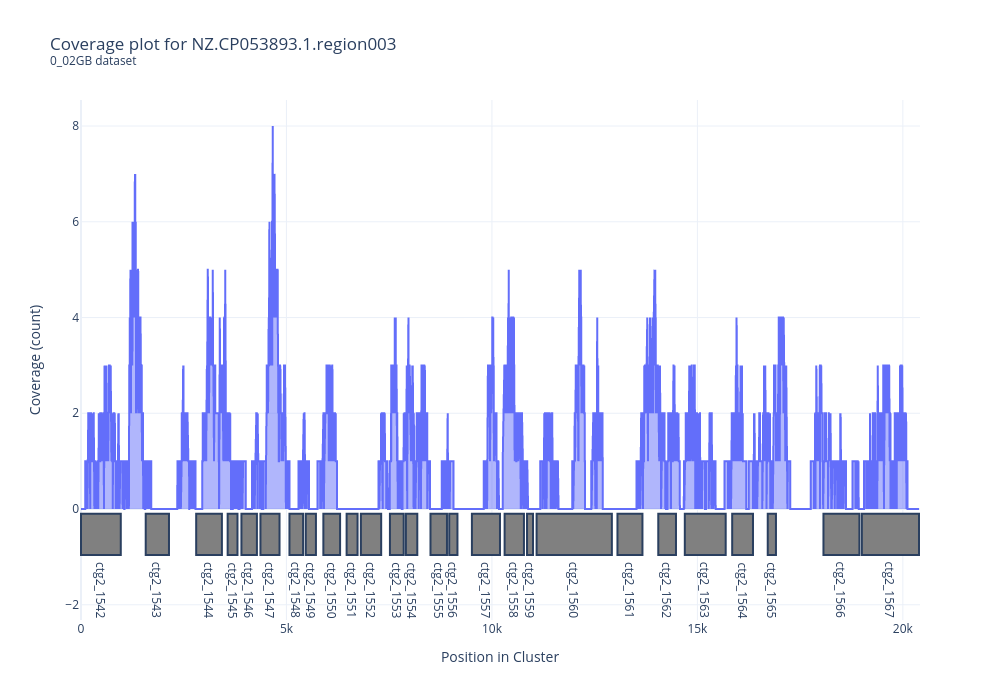 Coverage plot for NZ.CP053893.1.region003
0_02GB dataset
8
6
4
2
0
−2
Coverage (count)
ctg2_1542
ctg2_1543
ctg2_1544
ctg2_1545
ctg2_1546
ctg2_1547
ctg2_1548
ctg2_1549
ctg2_1550
ctg2_1551
ctg2_1552
ctg2_1553
ctg2_1554
ctg2_1555
ctg2_1556
ctg2_1557
ctg2_1558
ctg2_1559
ctg2_1560
ctg2_1561
ctg2_1562
ctg2_1563
ctg2_1564
ctg2_1565
ctg2_1566
ctg2_1567
0
5k
10k
15k
20k
Position in Cluster